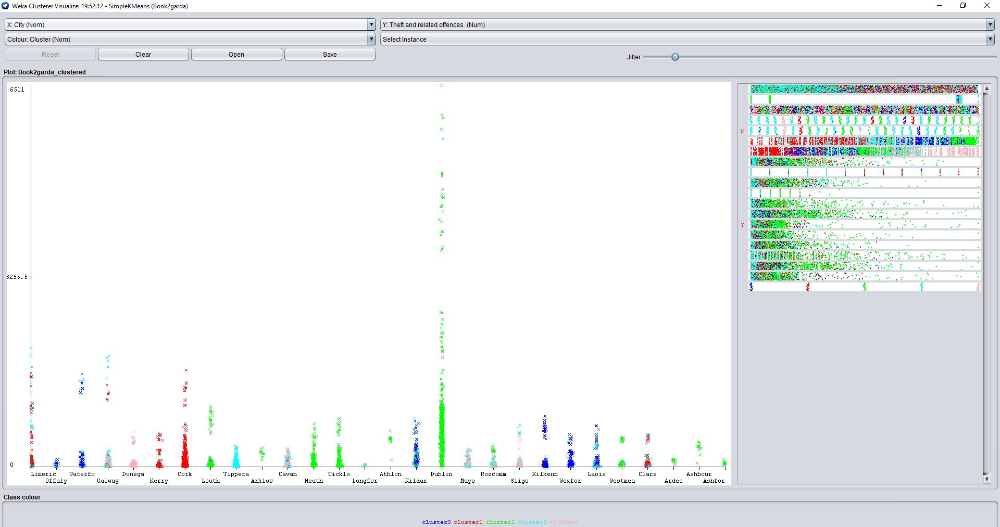 Weka Clusterer Visualize: 19:52:12 - SimpleKMeans (Book2garda)
X: City (Nom)
Y: Theft and related offences  (Num)
Colour: Cluster (Nom)
Select Instance
Reset
Clear
Open
Save
Jitter
Plot: Book2garda_clustered
6511
3255.5
0
X
Y
Limeric
Waterfo
Donega
Cork
Tippera
Cavan
Wicklo
Athlon
Dublin
Roscomm
Kilkenn
Laois
Clare
Ashbour
Offaly
Galway
Kerry
Louth
Arklow
Meath
Longfor
Kildar
Mayo
Sligo
Wexfor
Westmea
Ardee
Ashfor
Class colour
cluster0 cluster1 cluster2 cluster3 cluster4